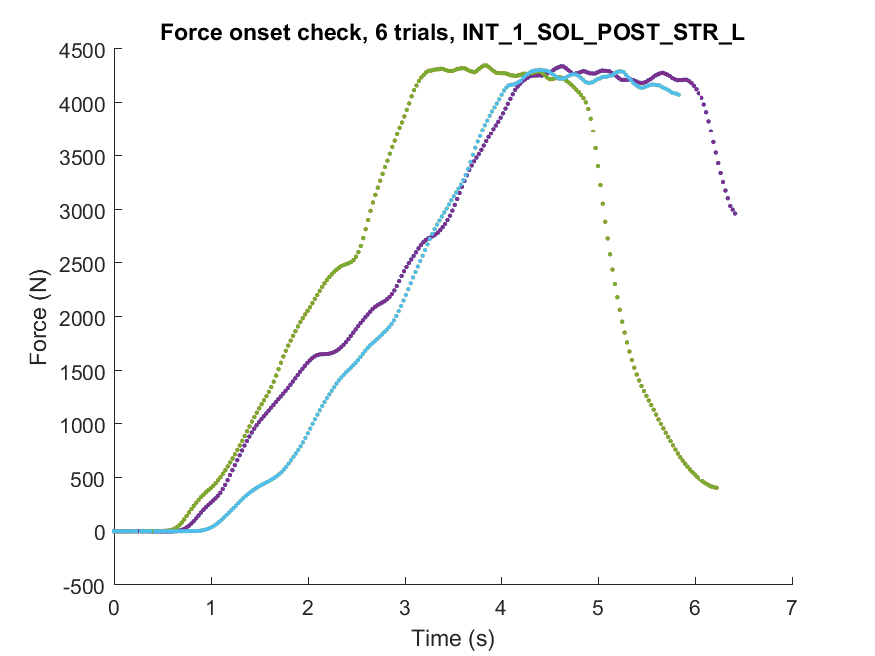 Force onset check, 6 trials, INT_1_SOL_POST_STR_L
4500
4000
3500
3000
2500
2000
1500
1000
500
0
-500
Force (N)
0 1 2 3 4 5 6 7
Time (s)